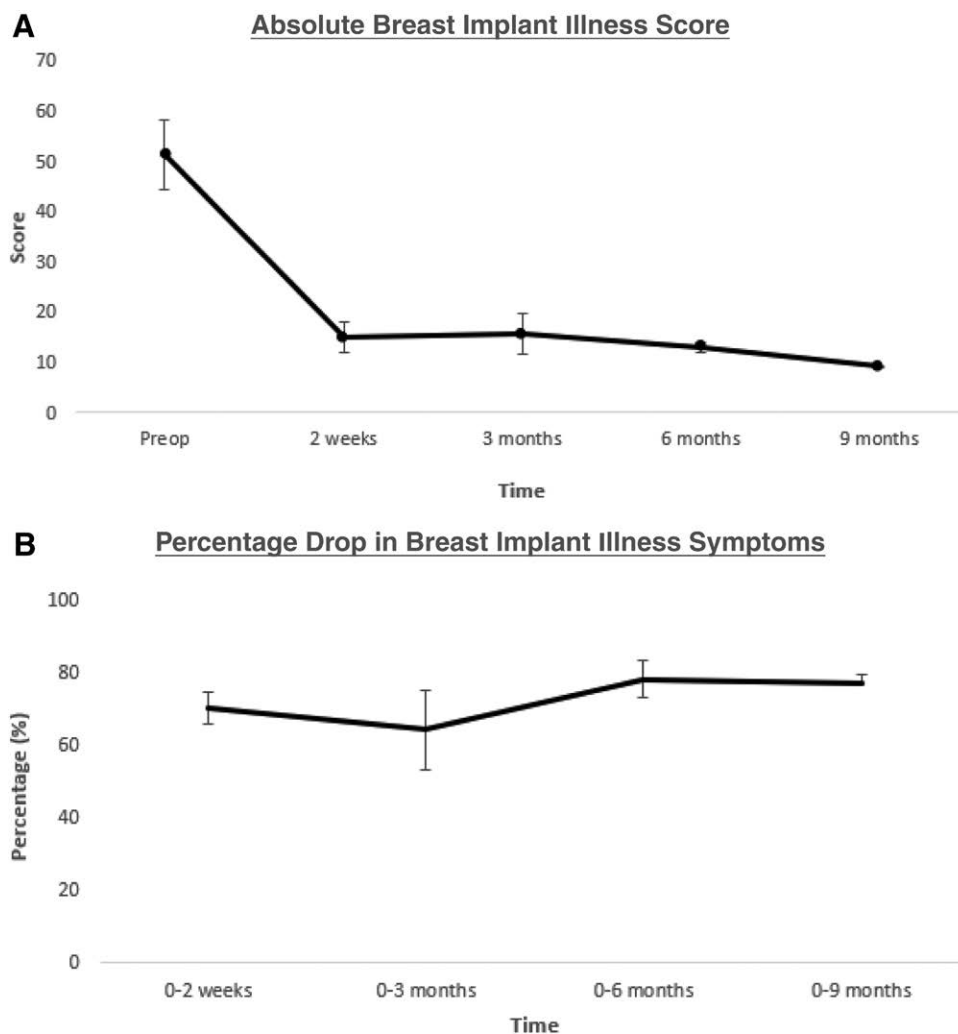 A
Absolute Breast Implant Illness Score
70
60
50
40
30
20
10
0
Score
Preop 2 weeks 3 months 6 months 9 months
Time
B
Percentage Drop in Breast Implant Illness Symptoms
100
80
60
40
20
0
Percentage (%)
0-2 weeks 0-3 months 0-6 months 0-9 months
Time